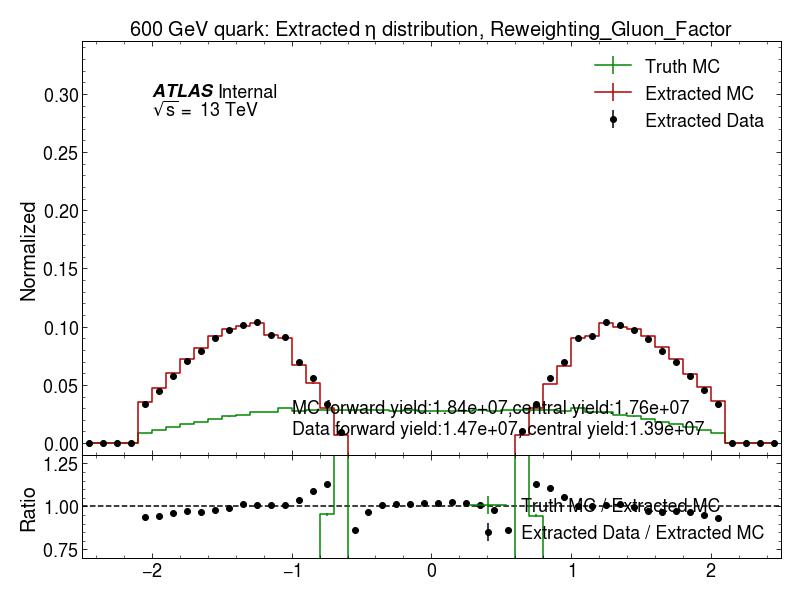 600 GeV quark: Extracted η distribution, Reweighting_Gluon_Factor
ATLAS Internal
√s = 13 TeV
Truth MC
Extracted MC
Extracted Data
Normalized
0.30
0.25
0.20
0.15
0.10
0.05
0.00
MC forward yield:1.84e+07,central yield:1.76e+07
Data forward yield:1.47e+07, central yield:1.39e+07
Ratio
1.25
1.00
0.75
Truth MC / Extracted MC
Extracted Data / Extracted MC
−2 −1 0 1 2